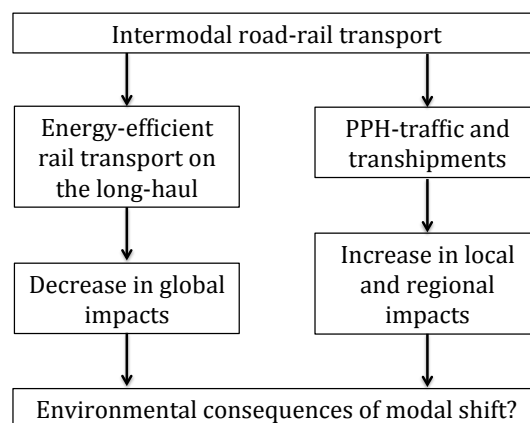 Intermodal road-rail transport
Energy-efficient
rail transport on
the long-haul
PPH-traffic and
transhipments
Decrease in global
impacts
Increase in local
and regional
impacts
Environmental consequences of modal shift?